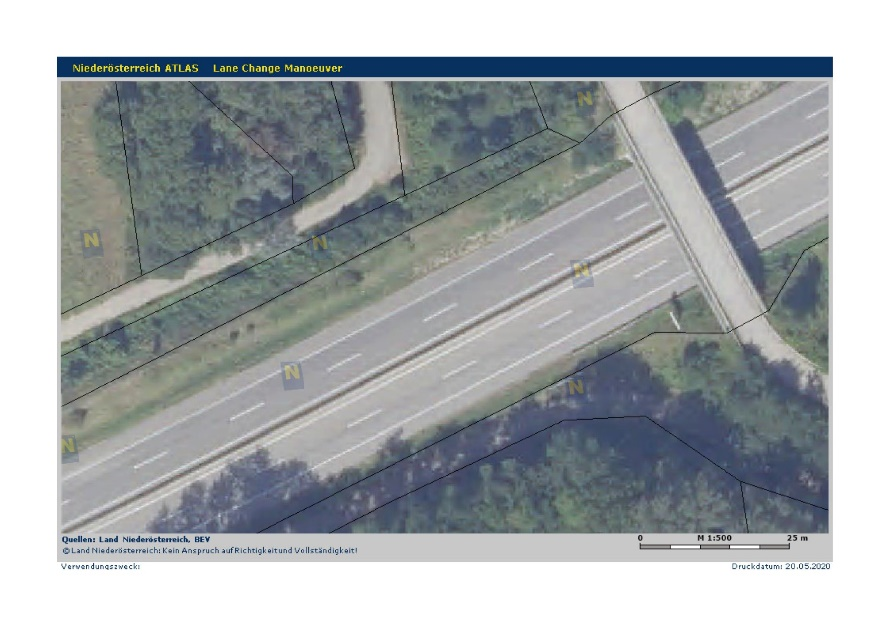 Niederösterreich ATLAS Lane Change Manoeuver
N
N
N
N
N
N
N
Quellen: Land Niederösterreich, BEV
© Land Niederösterreich: Kein Anspruch auf Richtigkeit und Vollständigkeit!
0 M 1:500 25 m
Verwendungszweck:
Druckdatum: 20.05.2020